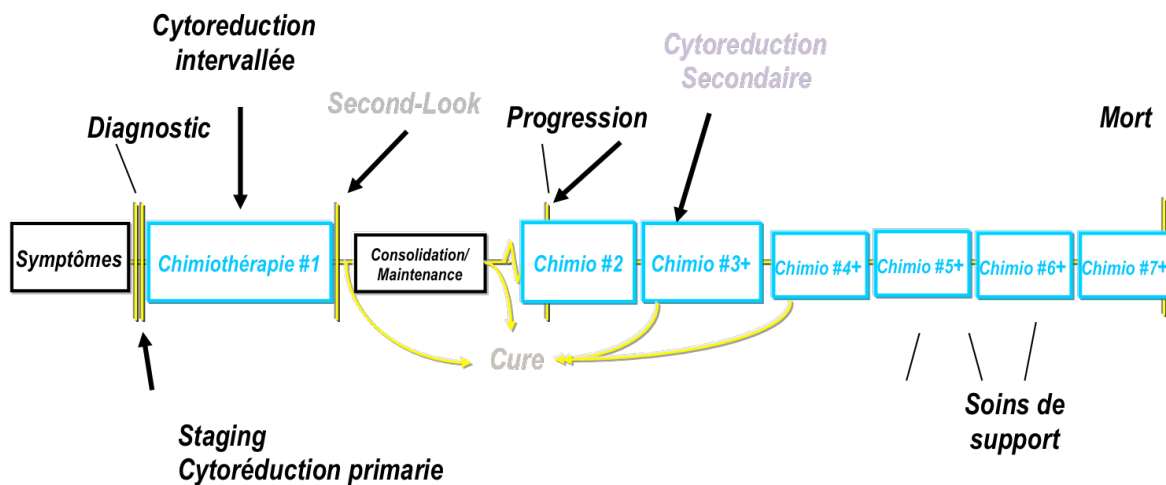 Cytoreduction
intervallée
Cytoreduction
Secondaire
Second-Look
Diagnostic
Progression
Mort
Symptômes
Chimiothérapie #1
Consolidation/
Maintenance
Chimio #2
Chimio #3+
Chimio #4+
Chimio #5+
Chimio #6+
Chimio #7+
Cure
Soins de
support
Staging
Cytoréduction primarie